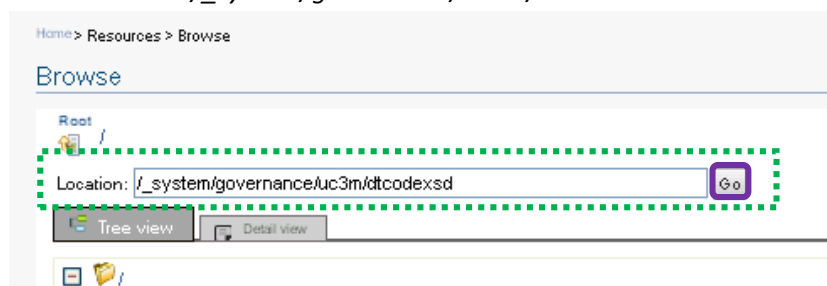 Home > Resources > Browse
Browse
Root
/
Location: /_system/governance/uc3m/dtcodexsd Go
Tree view Detail view
/